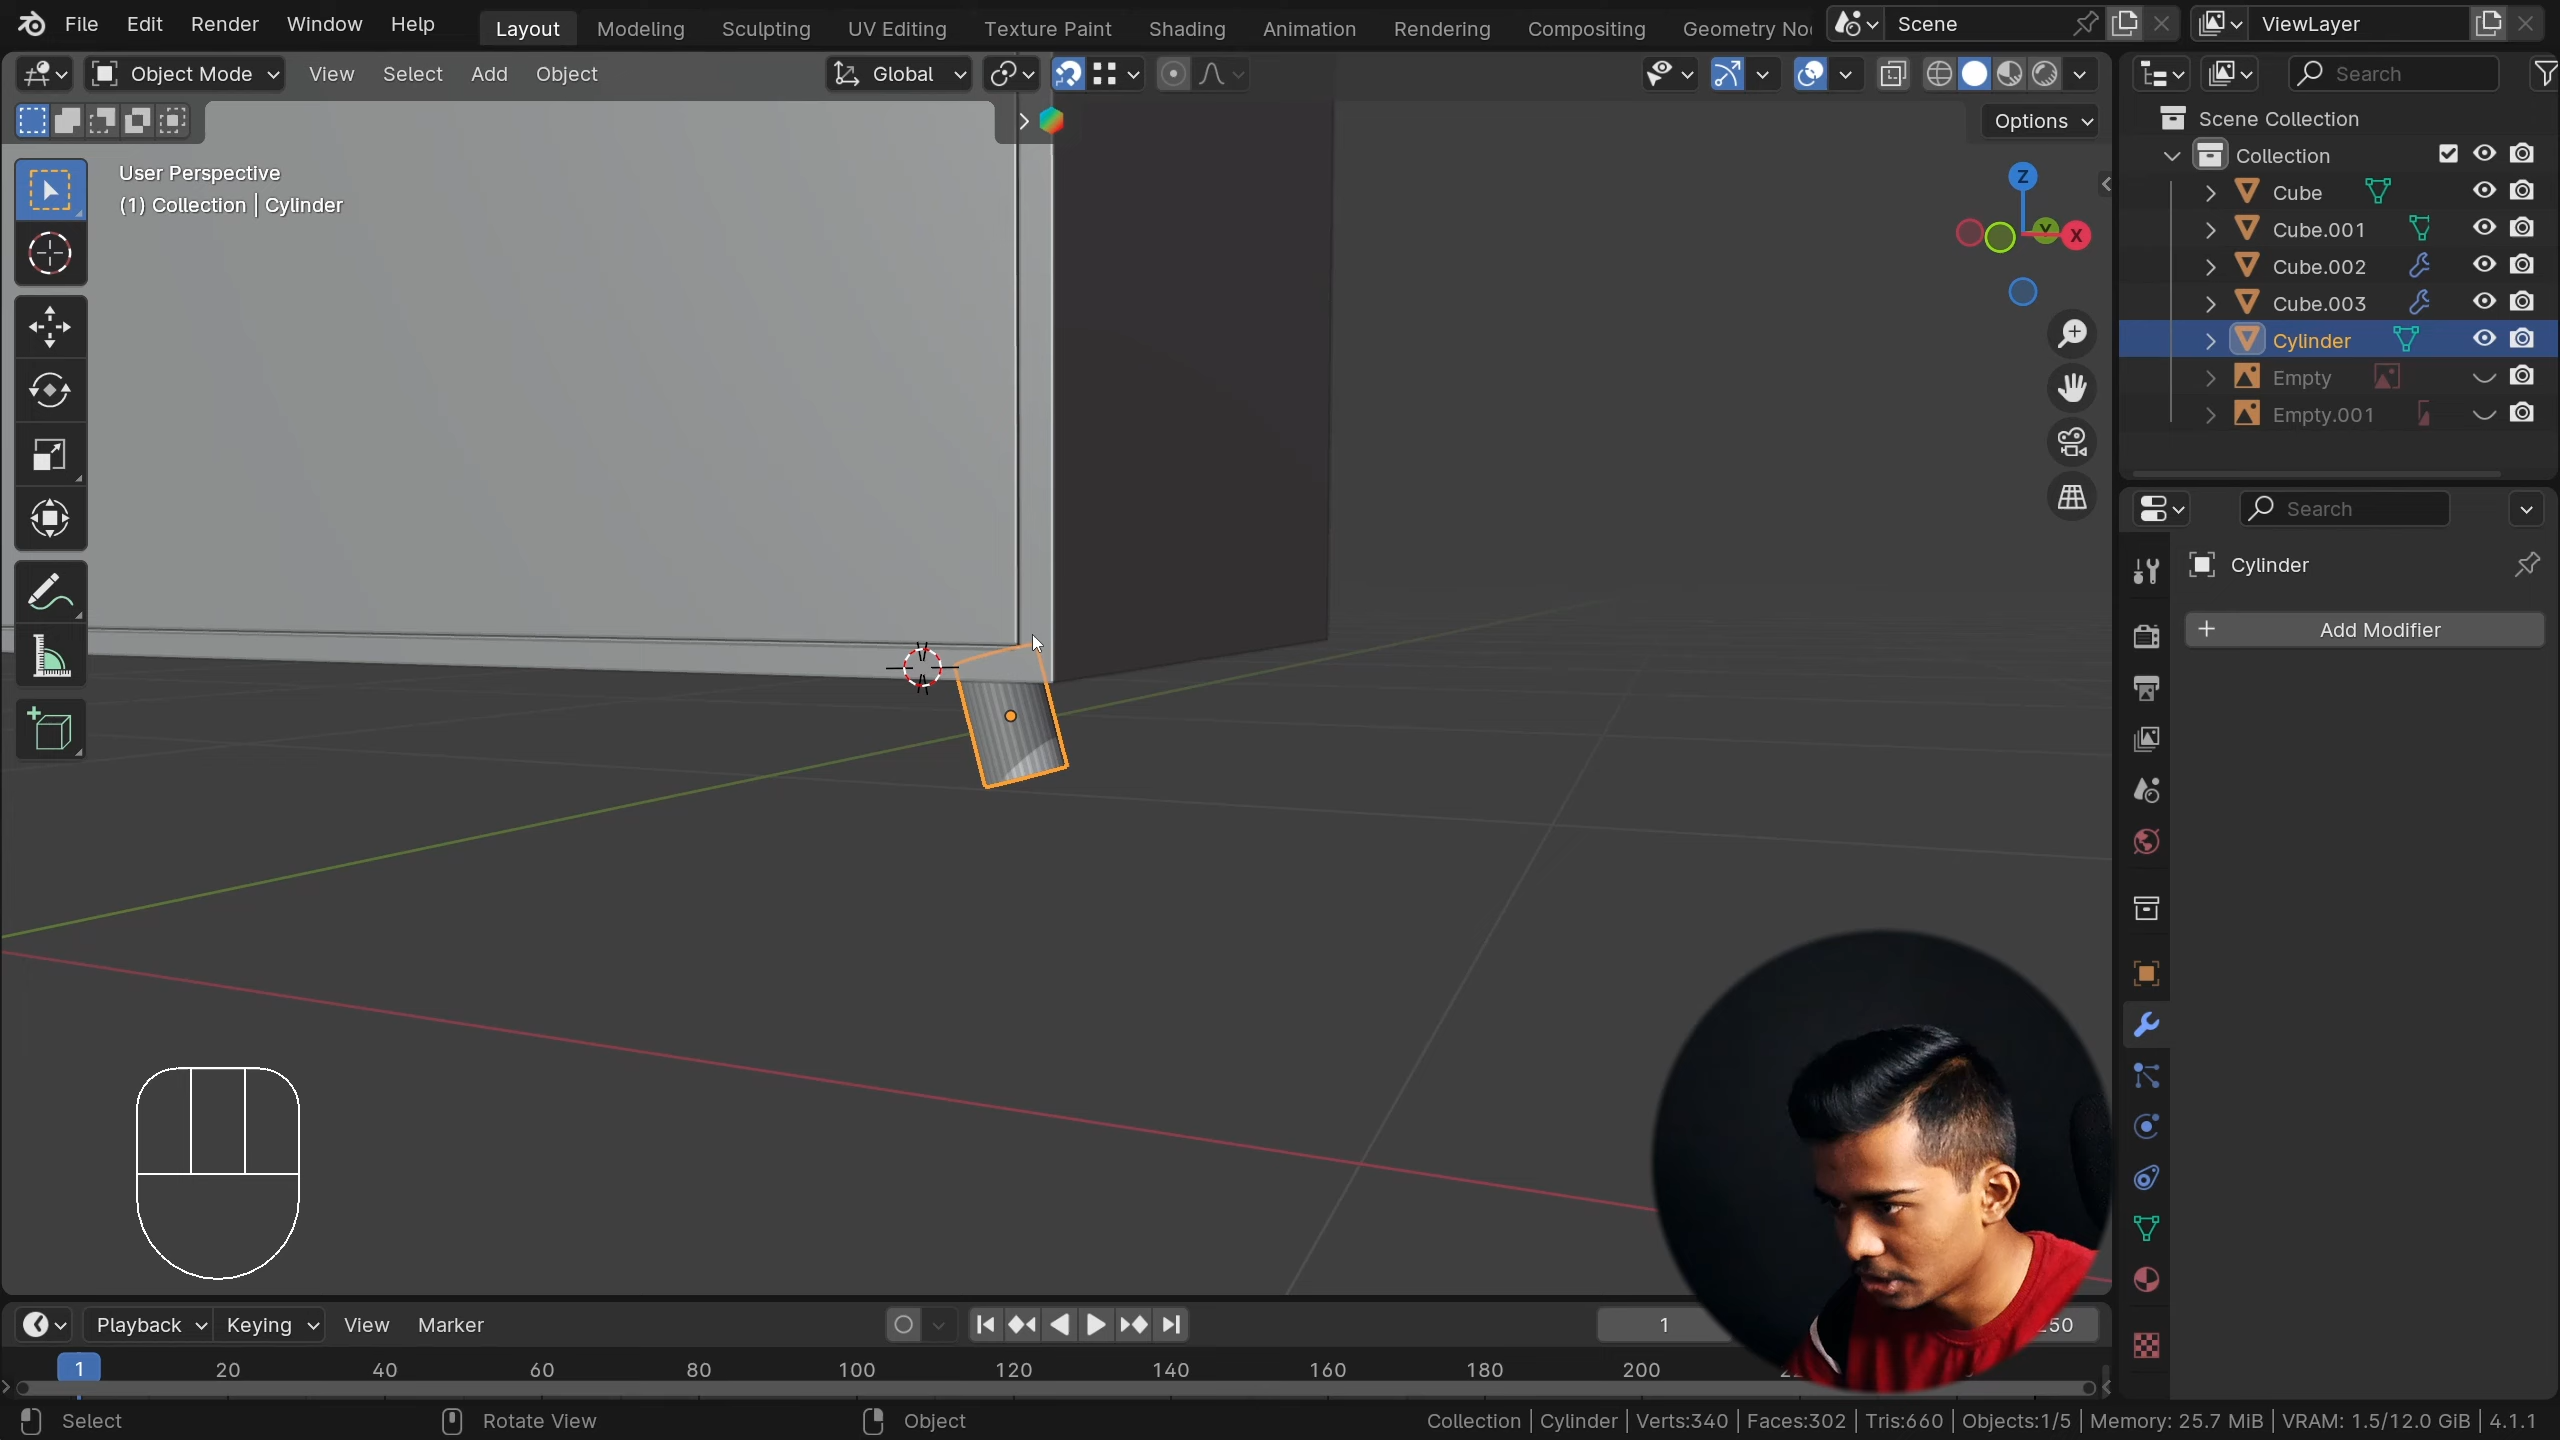 File Edit Render Window Help Layout Modeling Sculpting UV Editing Texture Paint Shading Animation Rendering Compositing Geometry No Scene ViewLayer
Object Mode View Select Add Object Global Search
Options
User Perspective
(1) Collection | Cylinder
Z
Y
X
Scene Collection
Collection
Cube
Cube.001
Cube.002
Cube.003
Cylinder
Empty
Empty.001
Search
Cylinder
Add Modifier
Playback Keying View Marker 1 50
1 20 40 60 80 100 120 140 160 180 200
Select Rotate View Object Collection | Cylinder | Verts:340 | Faces:302 | Tris:660 | Objects:1/5 | Memory: 25.7 MiB | VRAM: 1.5/12.0 GiB | 4.1.1